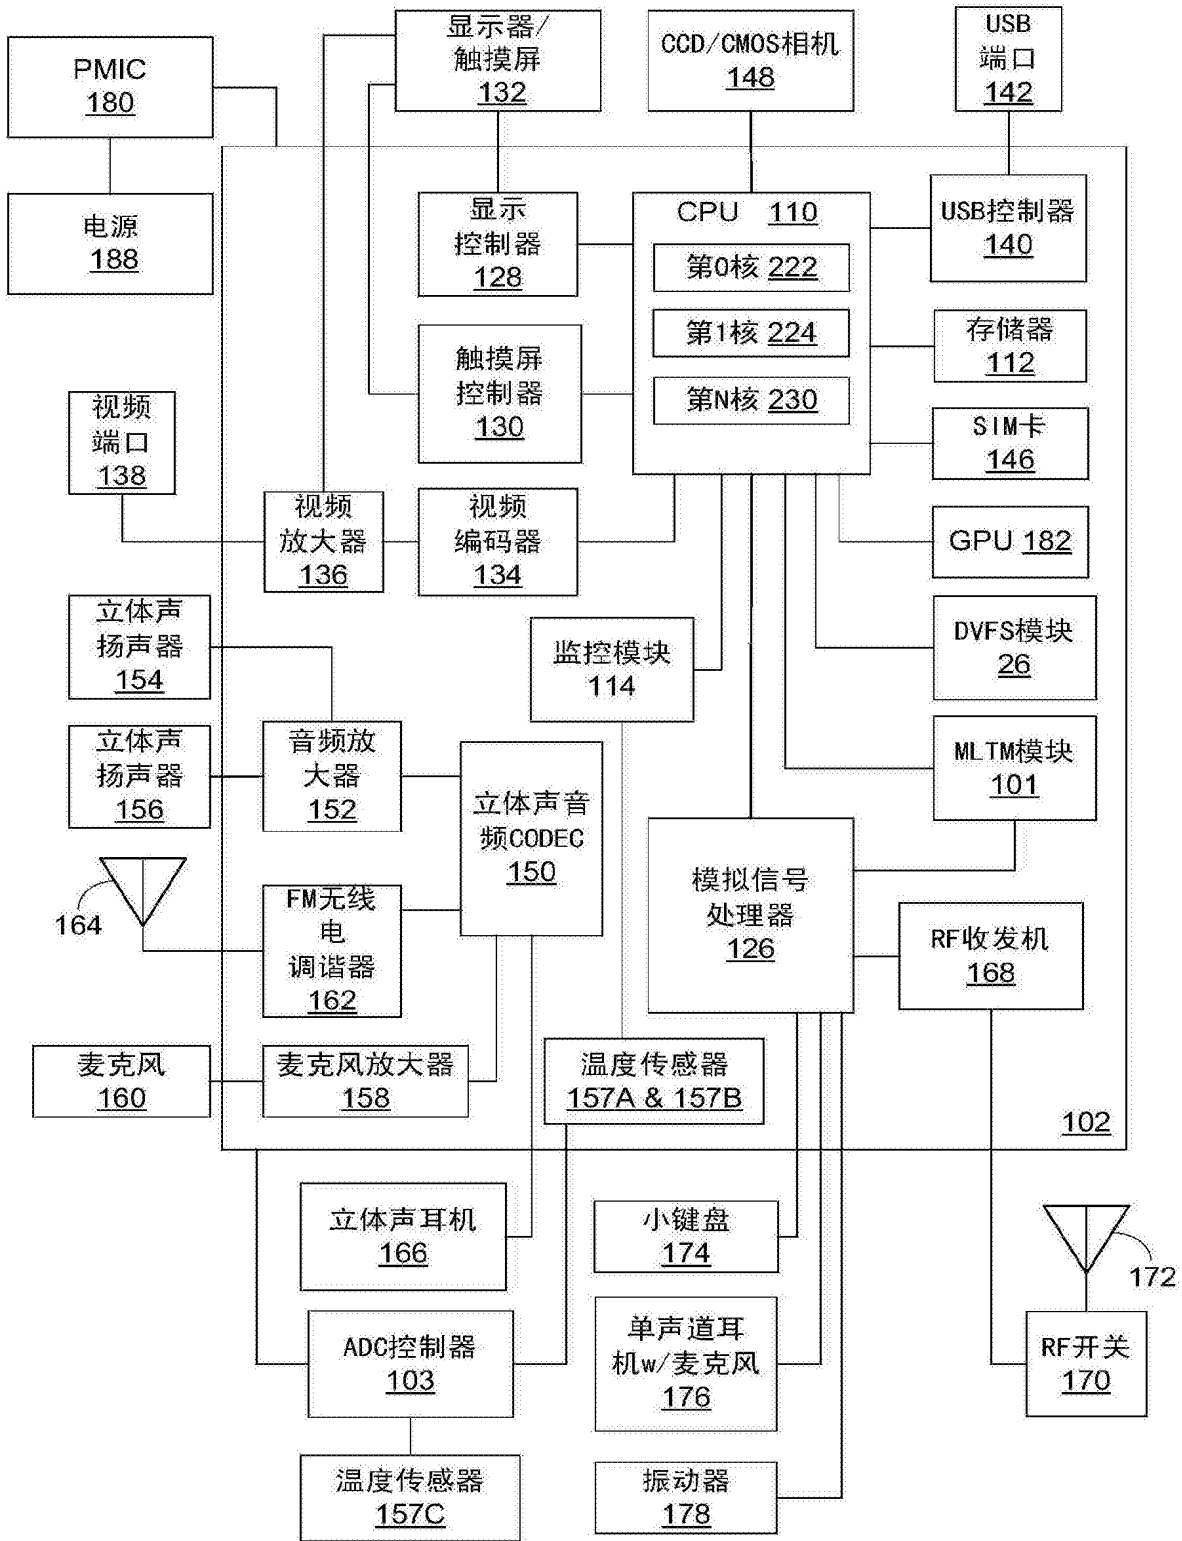 PMIC
180
显示器/
触摸屏
132
CCD/CMOS相机
148
USB
端口
142
电源
188
显示
控制器
128
CPU 110
第0核 222
第1核 224
第N核 230
USB控制器
140
存储器
112
触摸屏
控制器
130
SIM卡
146
视频
端口
138
视频
放大器
136
视频
编码器
134
GPU 182
立体声
扬声器
154
监控模块
114
DVFS模块
26
立体声
扬声器
156
音频放
大器
152
立体声音
频CODEC
150
MLTM模块
101
164
FM无线
电
调谐器
162
模拟信号
处理器
126
RF收发机
168
麦克风
160
麦克风放大器
158
温度传感器
157A & 157B
102
立体声耳机
166
小键盘
174
172
ADC控制器
103
单声道耳
机w/麦克风
176
RF开关
170
温度传感器
157C
振动器
178